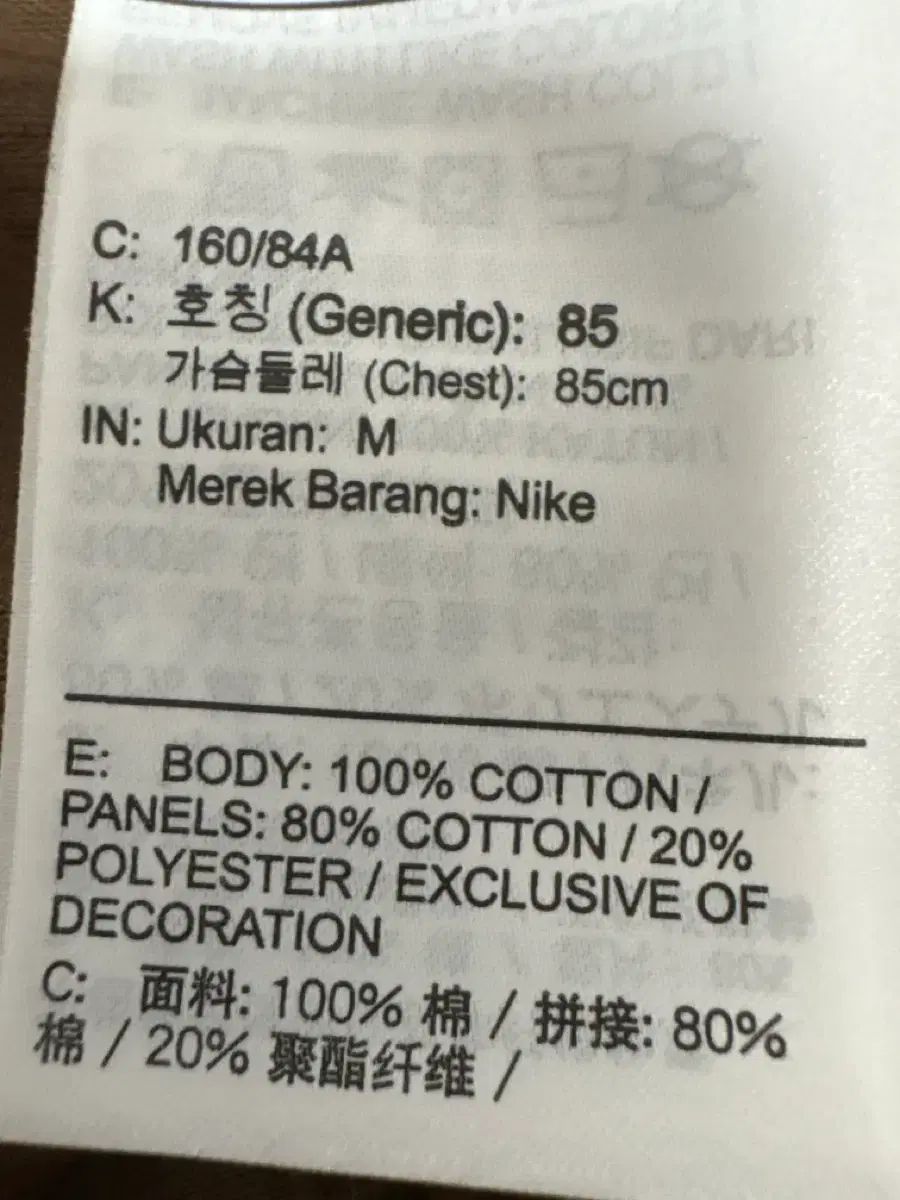 C: 160/84A
K: 호칭 (Generic): 85
가슴둘레 (Chest): 85cm
IN: Ukuran: M
Merek Barang: Nike
E: BODY: 100% COTTON /
PANELS: 80% COTTON / 20%
POLYESTER / EXCLUSIVE OF
DECORATION
C: 面料: 100% 棉 / 拼接: 80%
棉 / 20% 聚酯纤维 /